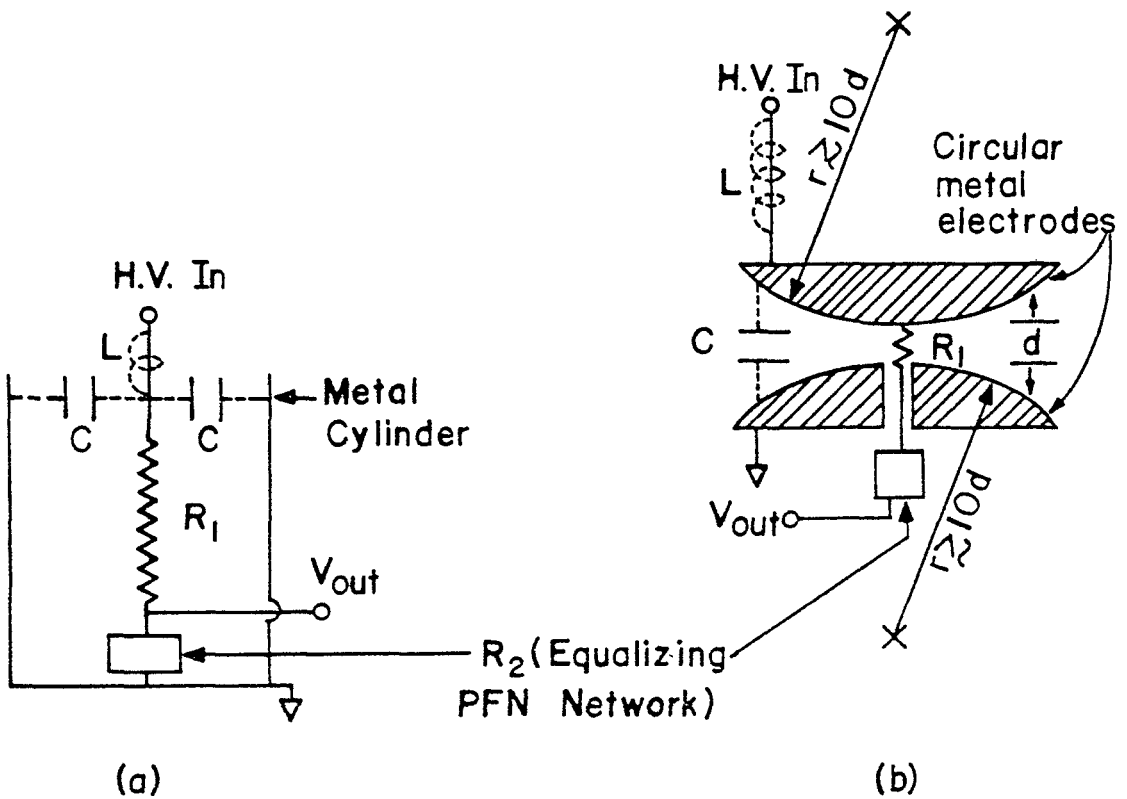 H.V. In
L
C
C
Metal
Cylinder
R1
Vout
R2 (Equalizing
PFN Network)
(a)
H.V. In
r ≳ 10d
L
Circular
metal
electrodes
C
R1
d
Vout
r ≳ 10d
(b)